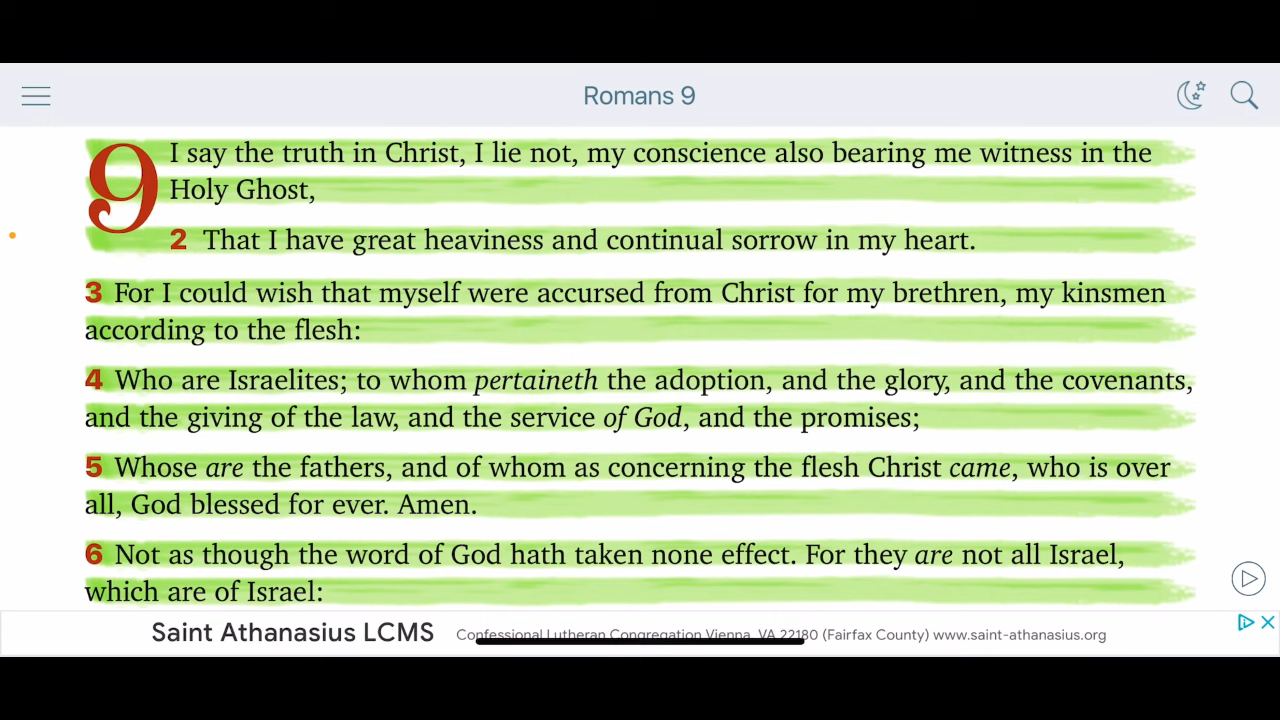 Romans 9
9 I say the truth in Christ, I lie not, my conscience also bearing me witness in the
Holy Ghost,
2 That I have great heaviness and continual sorrow in my heart.
3 For I could wish that myself were accursed from Christ for my brethren, my kinsmen
according to the flesh:
4 Who are Israelites; to whom pertaineth the adoption, and the glory, and the covenants,
and the giving of the law, and the service of God, and the promises;
5 Whose are the fathers, and of whom as concerning the flesh Christ came, who is over
all, God blessed for ever. Amen.
6 Not as though the word of God hath taken none effect. For they are not all Israel,
which are of Israel:
Saint Athanasius LCMS Confessional Lutheran Congregation Vienna, VA 22180 (Fairfax County) www.saint-athanasius.org